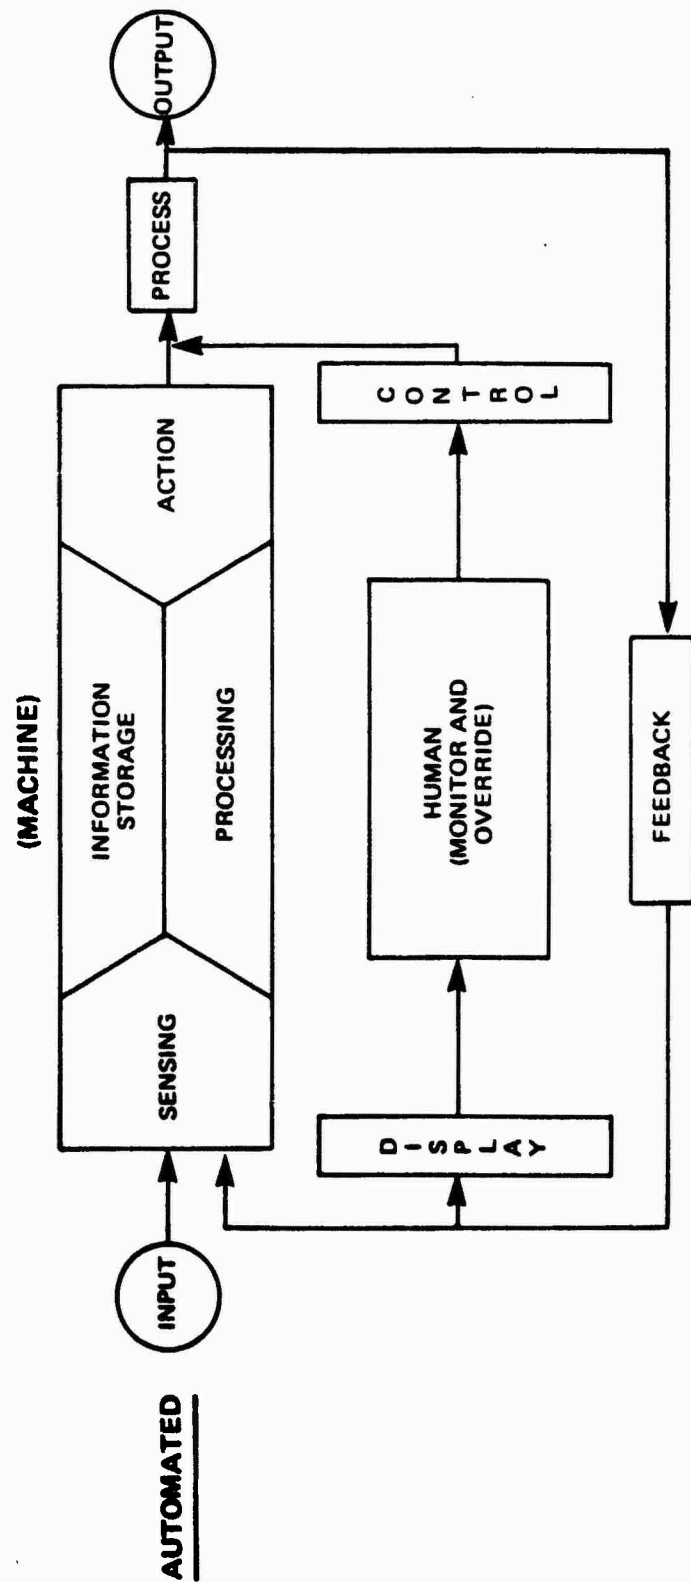 AUTOMATED
(MACHINE)
INPUT
SENSING
INFORMATION
STORAGE
PROCESSING
ACTION
PROCESS
OUTPUT
DISPLAY
HUMAN
(MONITOR AND
OVERRIDE)
CONTROL
FEEDBACK